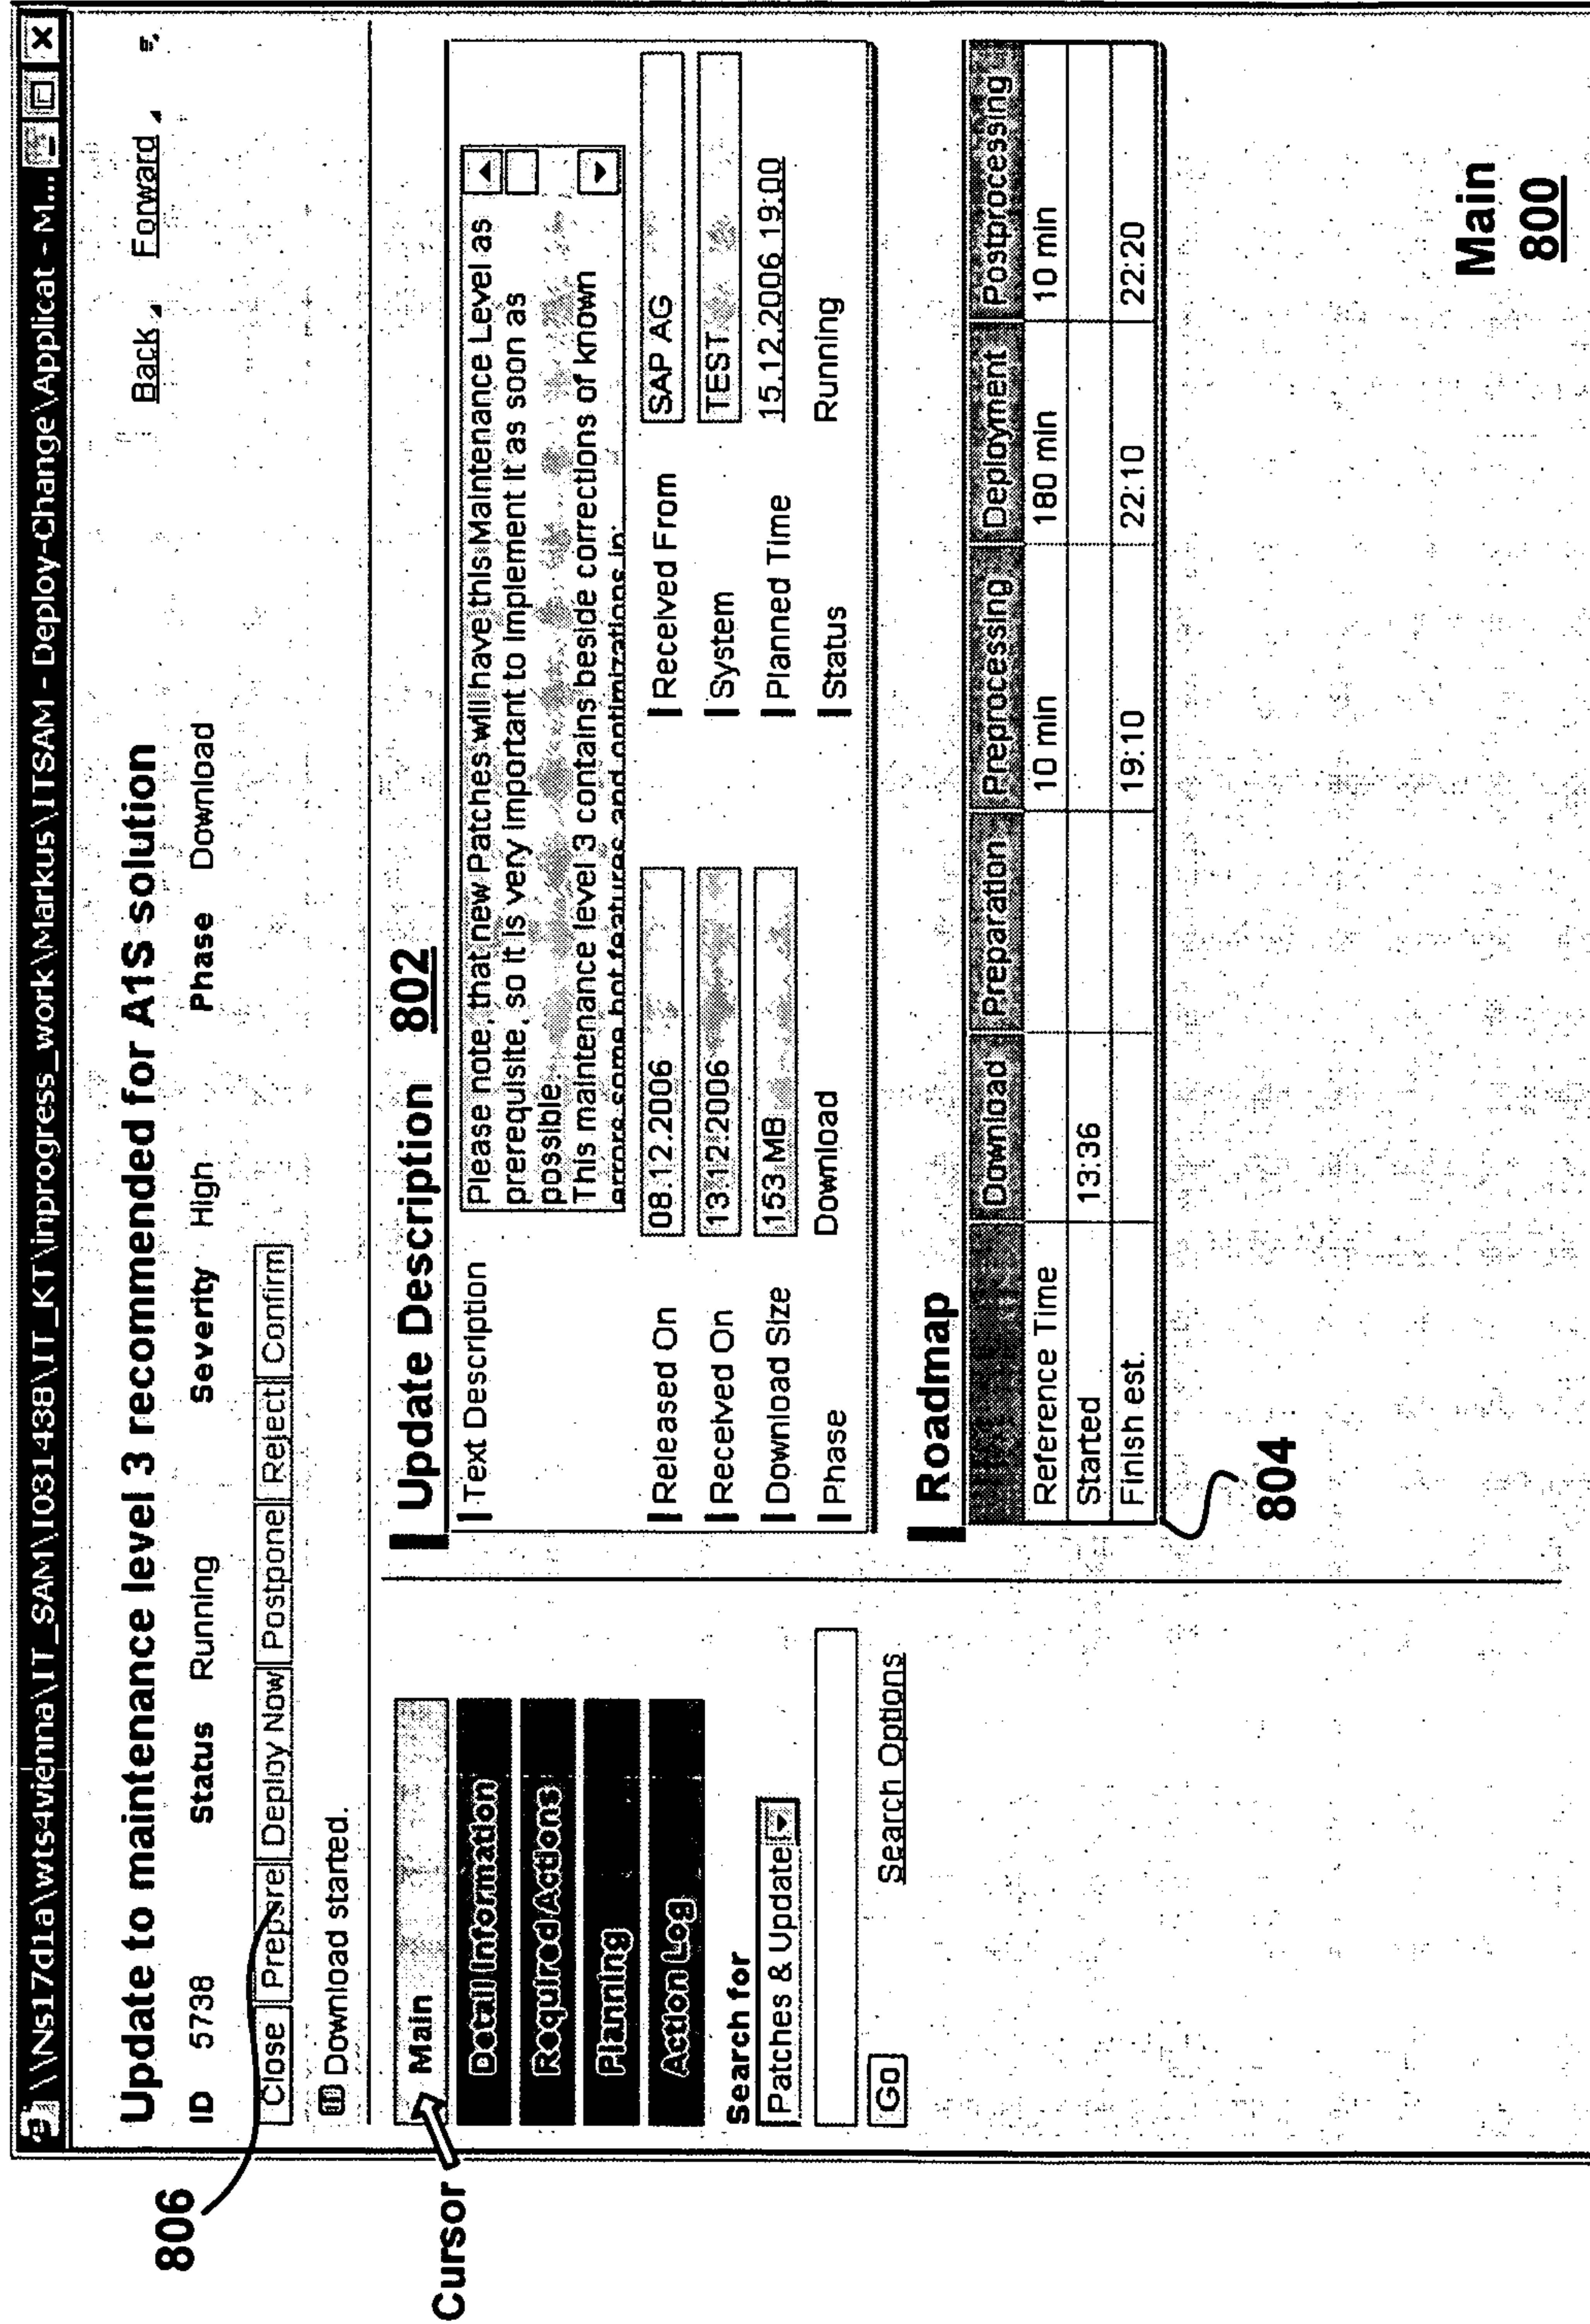 \\Ns17d1a\wts4vienna\IT_SAM\I031438\IT_KT\inprogress_work\Markus\ITSAM - Deploy-Change\Applicat - M...
Update to maintenance level 3 recommended for A1S solution
Back Forward
ID 5738 Status Running Severity High Phase Download
806
Close Prepare Deploy Now Postpone Reject Confirm
Download started.
Cursor
Main
Detail Information
Required Actions
Planning
Action Log
Search for
Patches & Update
Go Search Options
Update Description 802
Text Description
Please note, that new Patches will have this Maintenance Level as
prerequisite, so it is very important to implement it as soon as
possible.
This maintenance level 3 contains beside corrections of known
errors some hot features and optimizations in:
Released On 08.12.2006 Received From SAP AG
Received On 13.12.2006 System TEST
Download Size 153 MB Planned Time 15.12.2006 19:00
Phase Download Status Running
Roadmap
Download Preparation Preprocessing Deployment Postprocessing
Reference Time 10 min 180 min 10 min
Started 13:36
Finish est. 19:10 22:10 22:20
804
Main
800